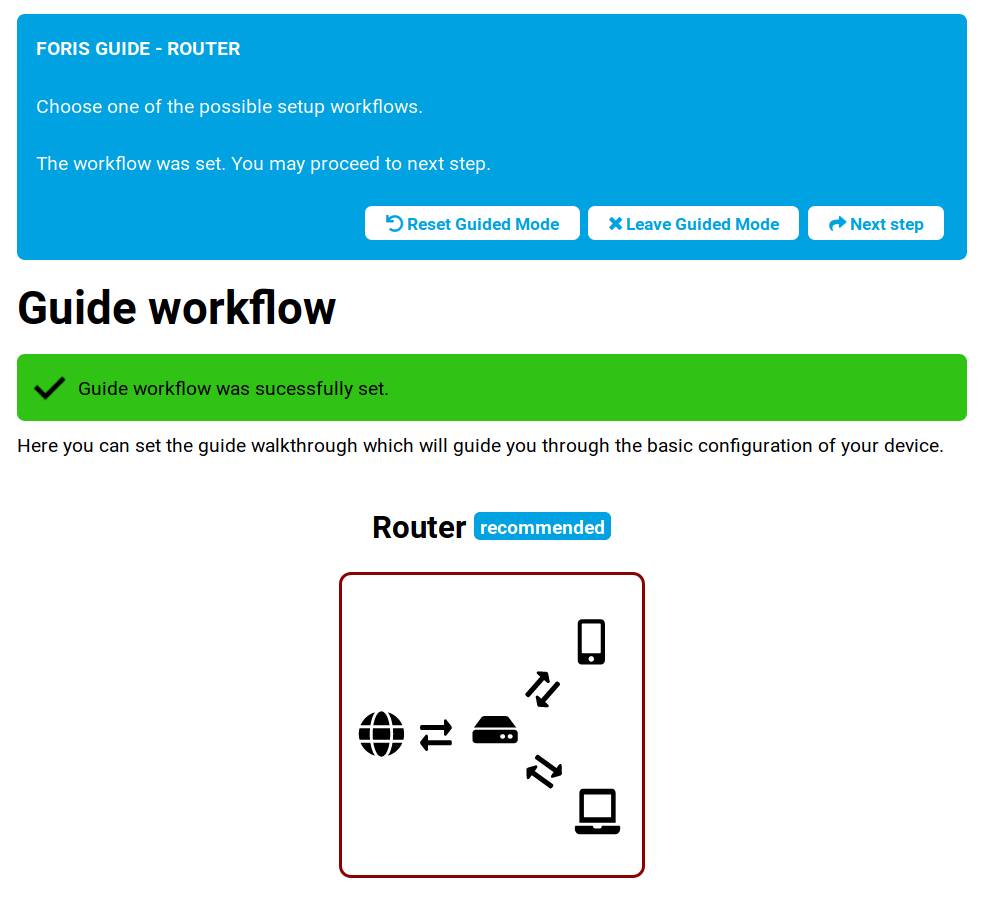 FORIS GUIDE - ROUTER
Choose one of the possible setup workflows.
The workflow was set. You may proceed to next step.
Reset Guided Mode
Leave Guided Mode
Next step
Guide workflow
Guide workflow was sucessfully set.
Here you can set the guide walkthrough which will guide you through the basic configuration of your device.
Router recommended